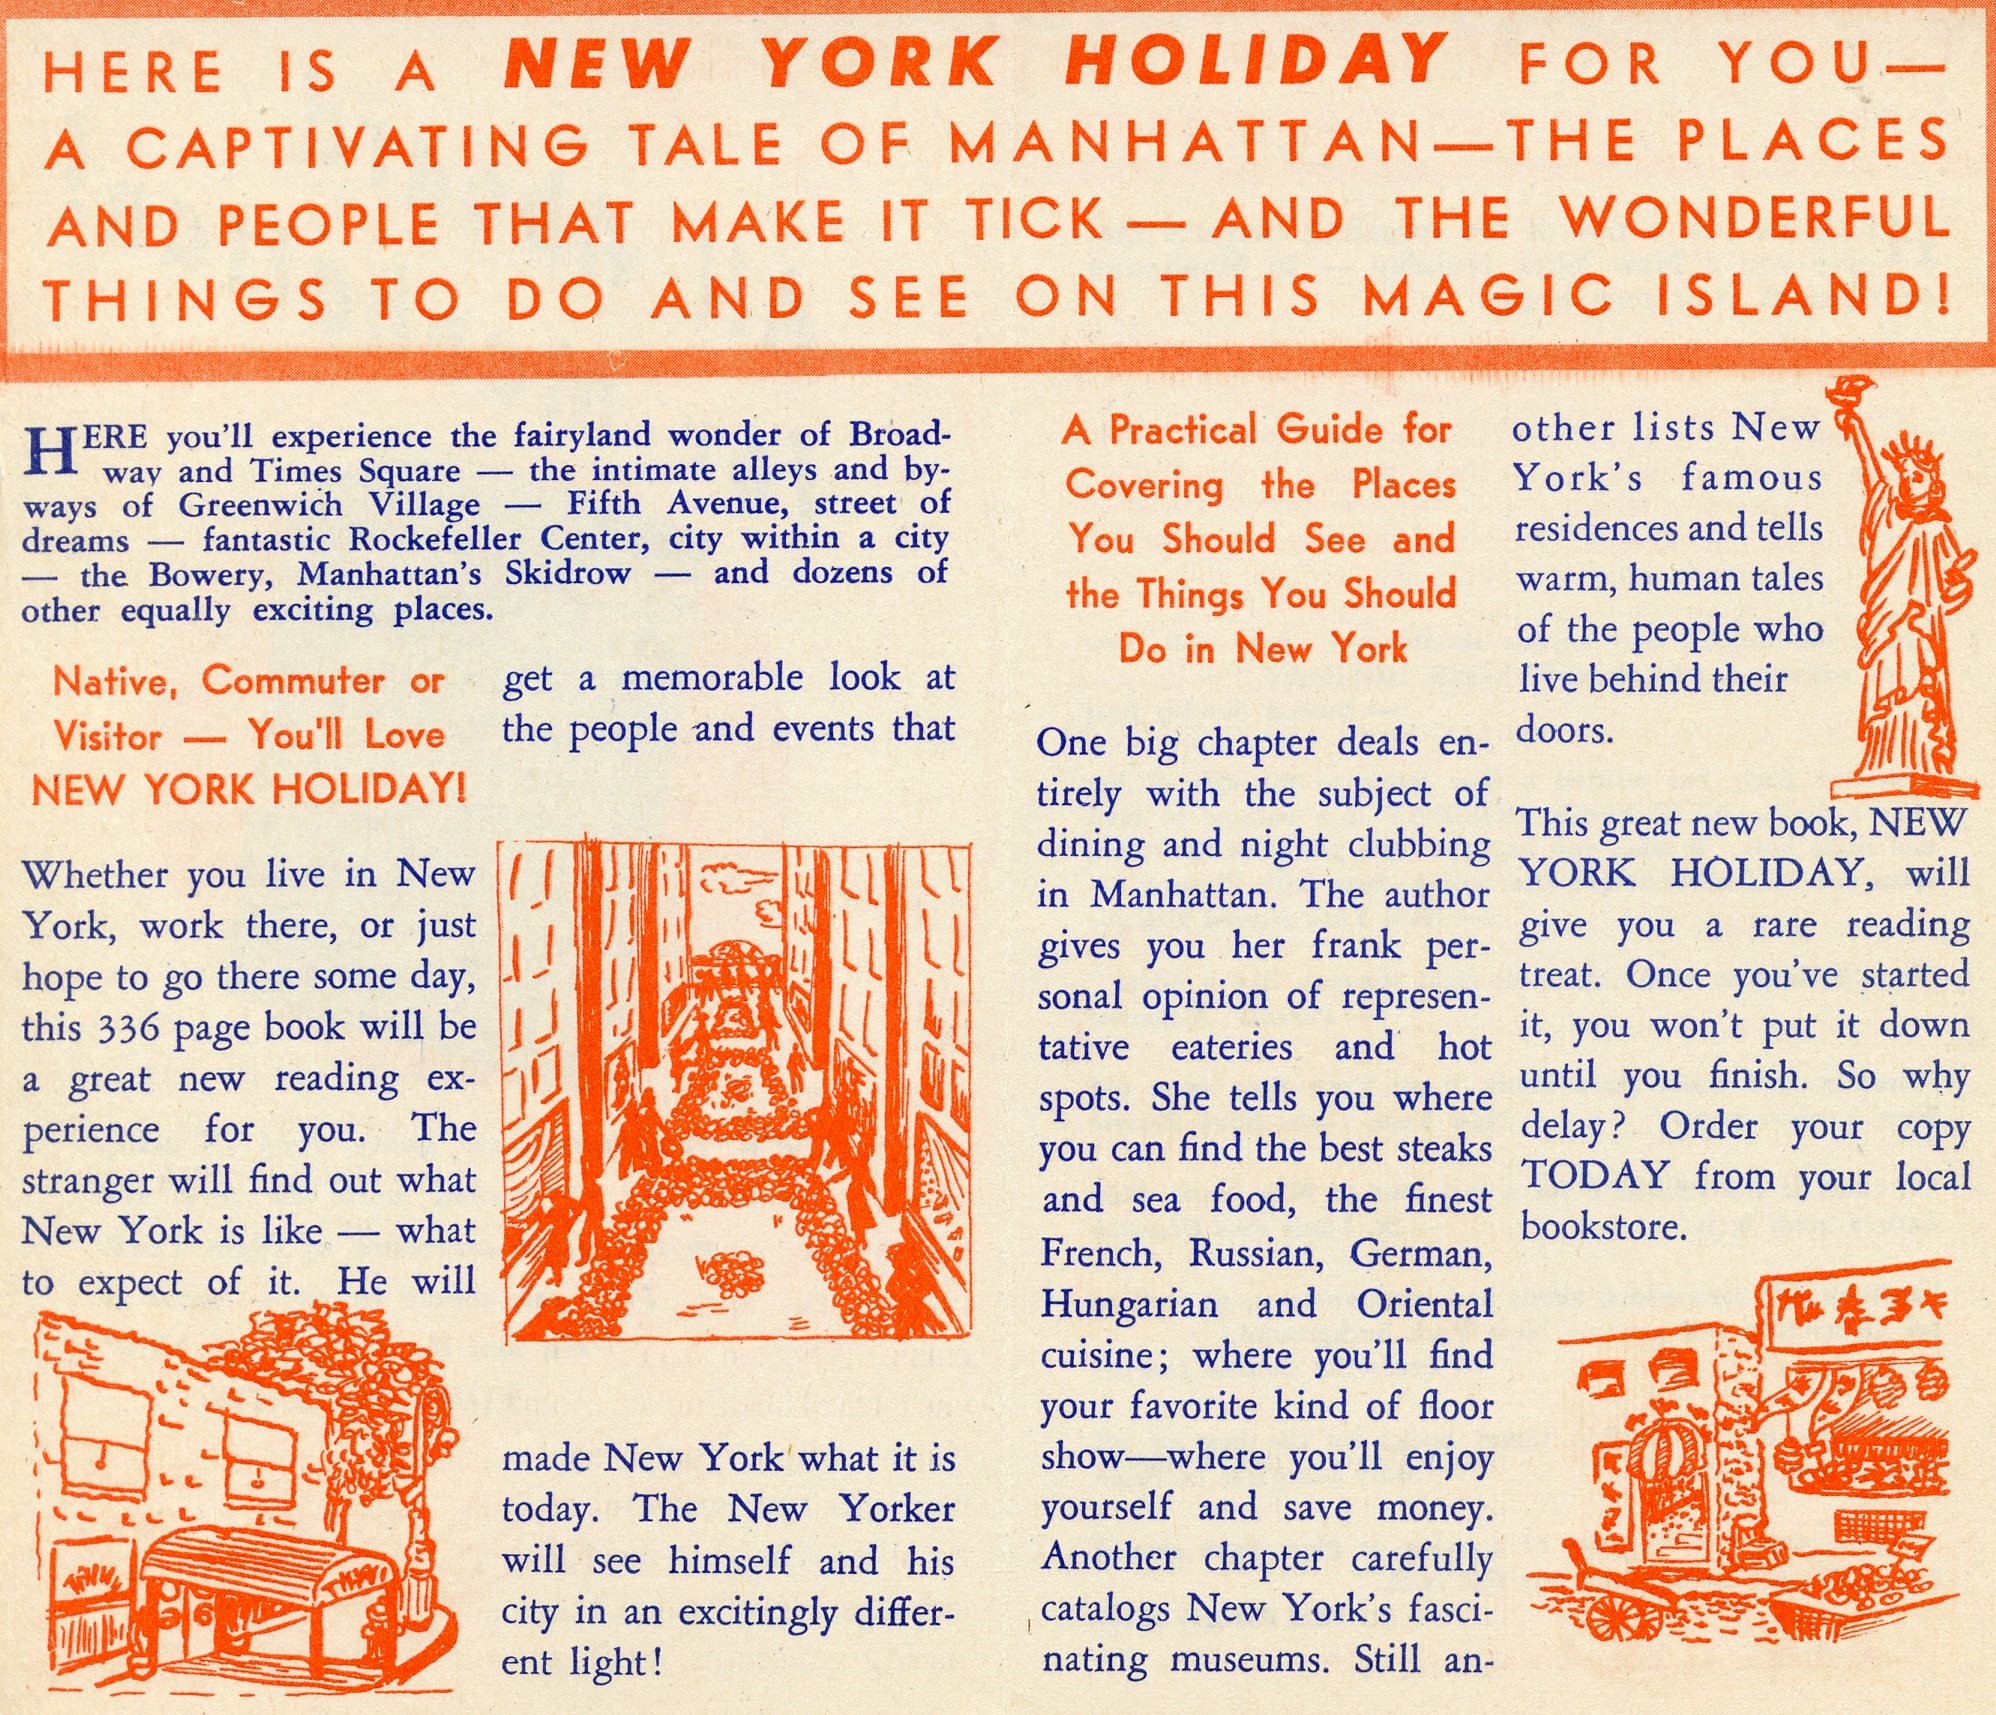 HERE IS A NEW YORK HOLIDAY FOR YOU—
A CAPTIVATING TALE OF MANHATTAN—THE PLACES
AND PEOPLE THAT MAKE IT TICK — AND THE WONDERFUL
THINGS TO DO AND SEE ON THIS MAGIC ISLAND!
HERE you'll experience the fairyland wonder of Broad-
way and Times Square — the intimate alleys and by-
ways of Greenwich Village — Fifth Avenue, street of
dreams — fantastic Rockefeller Center, city within a city
— the Bowery, Manhattan's Skidrow — and dozens of
other equally exciting places.
Native, Commuter or
Visitor — You'll Love
NEW YORK HOLIDAY!
Whether you live in New
York, work there, or just
hope to go there some day,
this 336 page book will be
a great new reading ex-
perience for you. The
stranger will find out what
New York is like — what
to expect of it. He will
get a memorable look at
the people and events that
made New York what it is
today. The New Yorker
will see himself and his
city in an excitingly differ-
ent light!
A Practical Guide for
Covering the Places
You Should See and
the Things You Should
Do in New York
One big chapter deals en-
tirely with the subject of
dining and night clubbing
in Manhattan. The author
gives you her frank per-
sonal opinion of represen-
tative eateries and hot
spots. She tells you where
you can find the best steaks
and sea food, the finest
French, Russian, German,
Hungarian and Oriental
cuisine; where you'll find
your favorite kind of floor
show—where you'll enjoy
yourself and save money.
Another chapter carefully
catalogs New York's fasci-
nating museums. Still an-
other lists New
York's famous
residences and tells
warm, human tales
of the people who
live behind their
doors.
This great new book, NEW
YORK HOLIDAY, will
give you a rare reading
treat. Once you've started
it, you won't put it down
until you finish. So why
delay? Order your copy
TODAY from your local
bookstore.